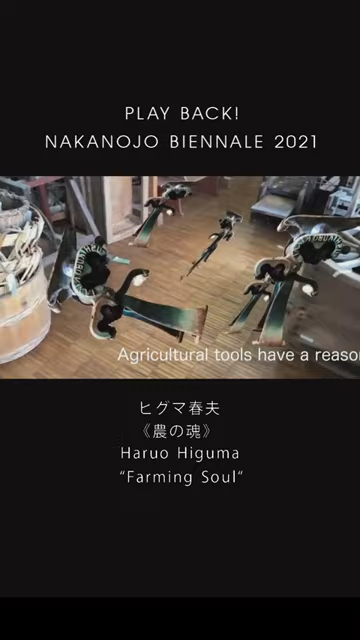 PLAY BACK!
NAKANOJO BIENNALE 2021
Agricultural tools have a reaso
ヒグマ春夫
《農の魂》
Haruo Higuma
“Farming Soul“